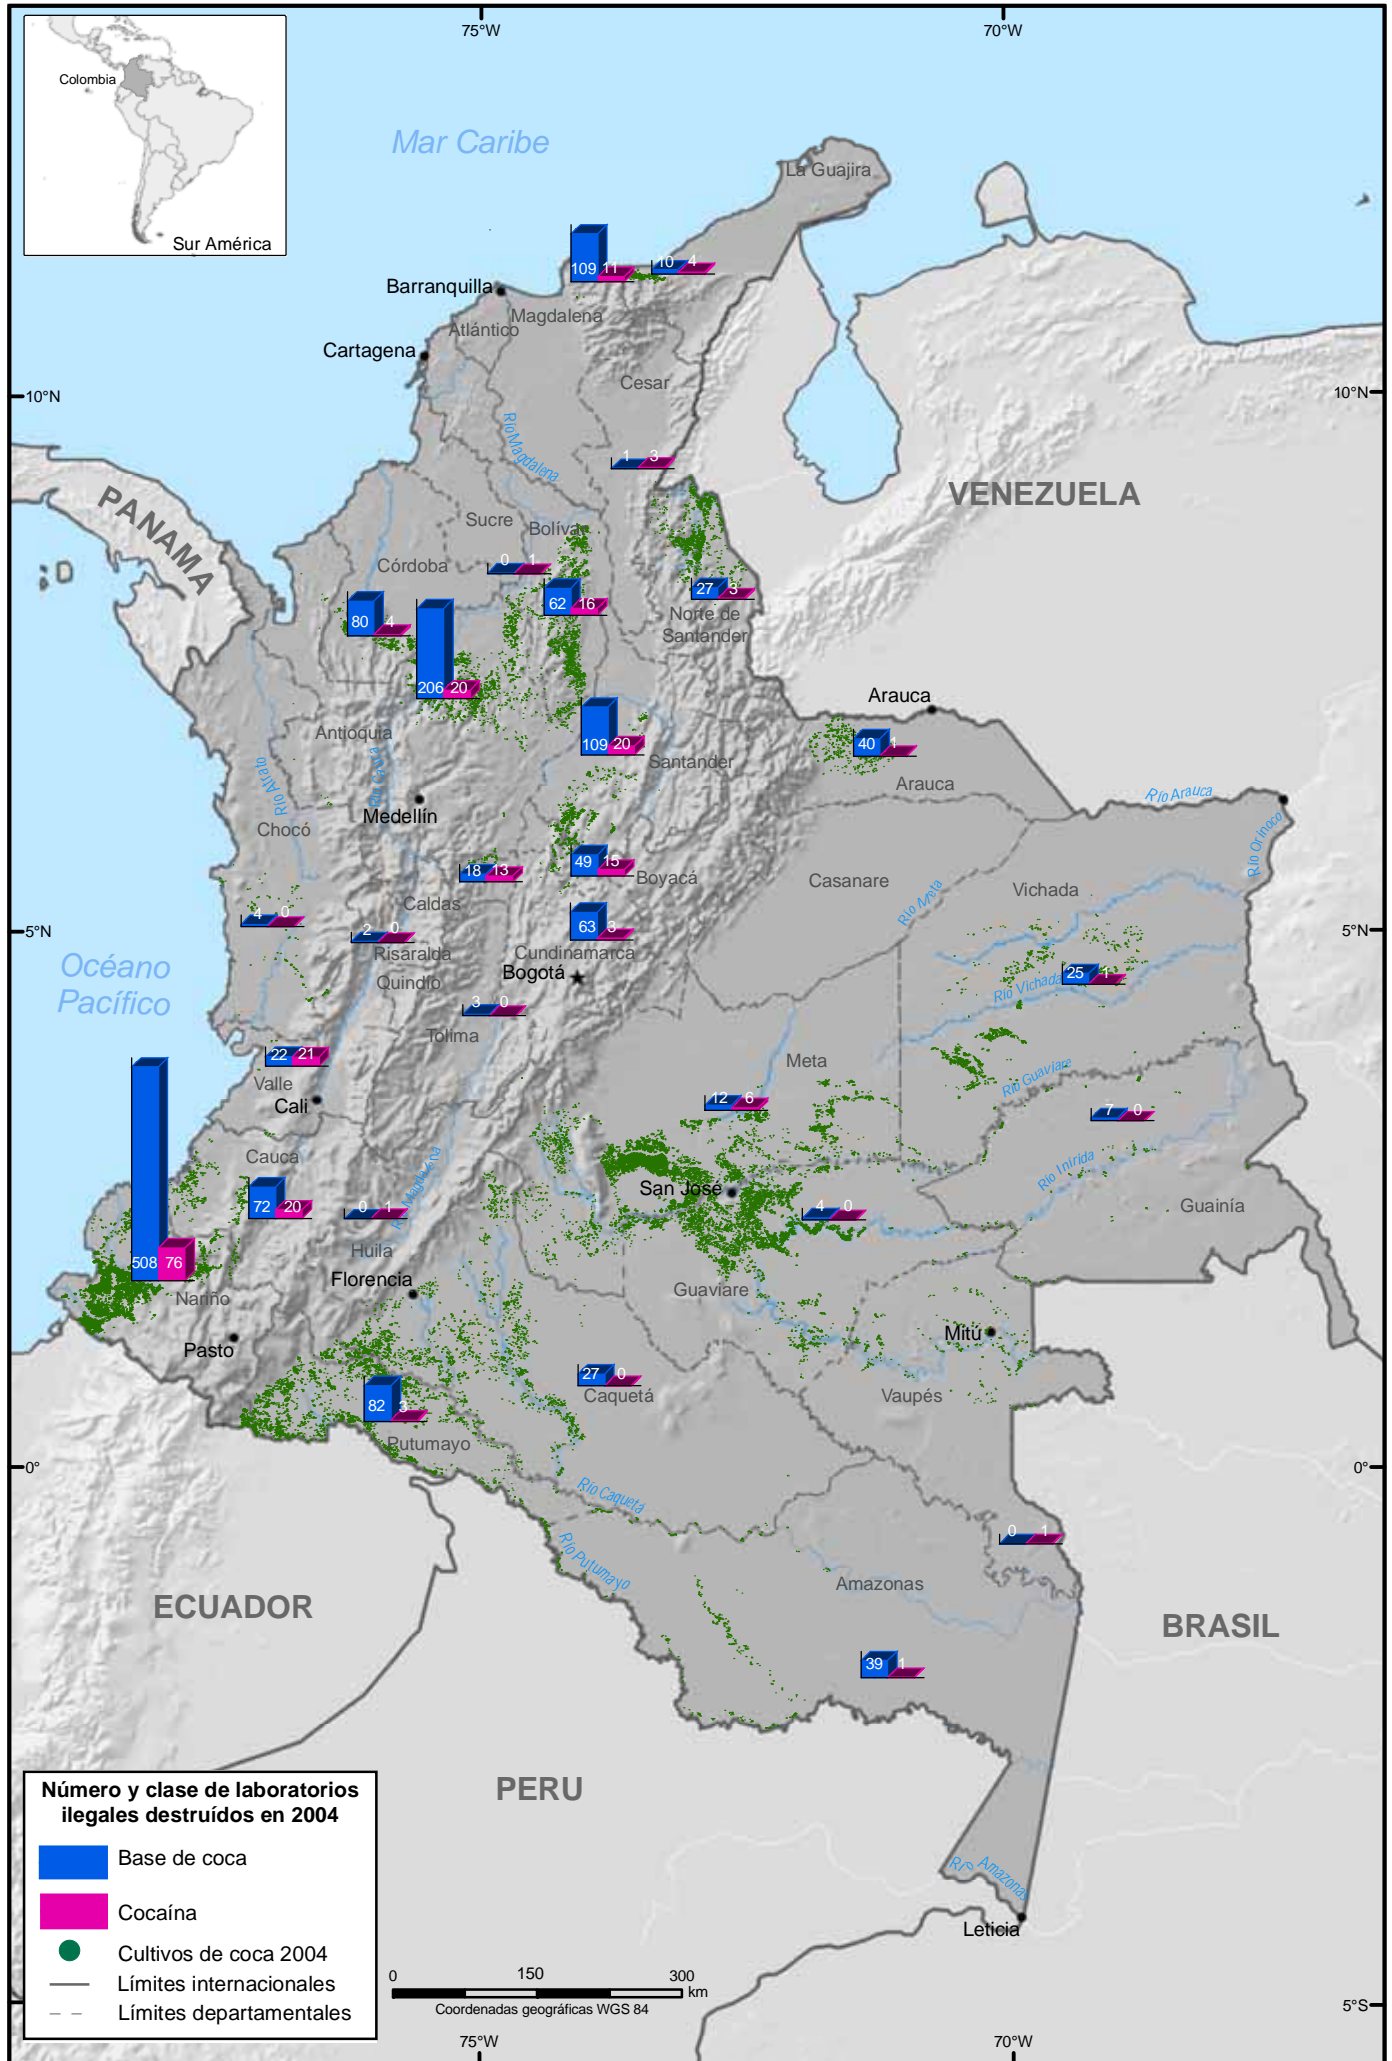 75°W
70°W
Colombia
Sur América
Mar Caribe
La Guajira
109
11
10
4
Barranquilla
Magdalena
Atlántico
Cartagena
Cesar
10°N
10°N
Río Magdalena
1
3
VENEZUELA
PANAMA
Sucre
Bolívar
Córdoba
0
1
62
16
27
3
Norte de
Santander
80
4
206
20
Arauca
Antioquia
109
20
Santander
40
1
Arauca
Río Arauca
Río Atrato
Río Cauca
Medellín
Chocó
Río Orinoco
49
15
Boyacá
18
13
Caldas
Casanare
Río Meta
Vichada
4
0
2
0
63
3
5°N
5°N
Risaralda
Cundinamarca
Quindío
Bogotá
Océano
Pacífico
25
1
Río Vichada
3
0
Tolima
22
21
Valle
Cali
Meta
Río Guaviare
12
6
7
0
Cauca
Río Magdalena
Río Inírida
San José
72
20
0
1
4
0
Guainía
Huila
508
76
Nariño
Florencia
Guaviare
Pasto
Mitú
27
0
Caquetá
Vaupés
82
3
Putumayo
0°
0°
Río Caquetá
Río Putumayo
0
1
Amazonas
ECUADOR
BRASIL
39
1
PERU
Número y clase de laboratorios
ilegales destruídos en 2004
Base de coca
Cocaína
Cultivos de coca 2004
Límites internacionales
Límites departamentales
Río Amazonas
Leticia
0
150
300
km
Coordenadas geográficas WGS 84
5°S
75°W
70°W